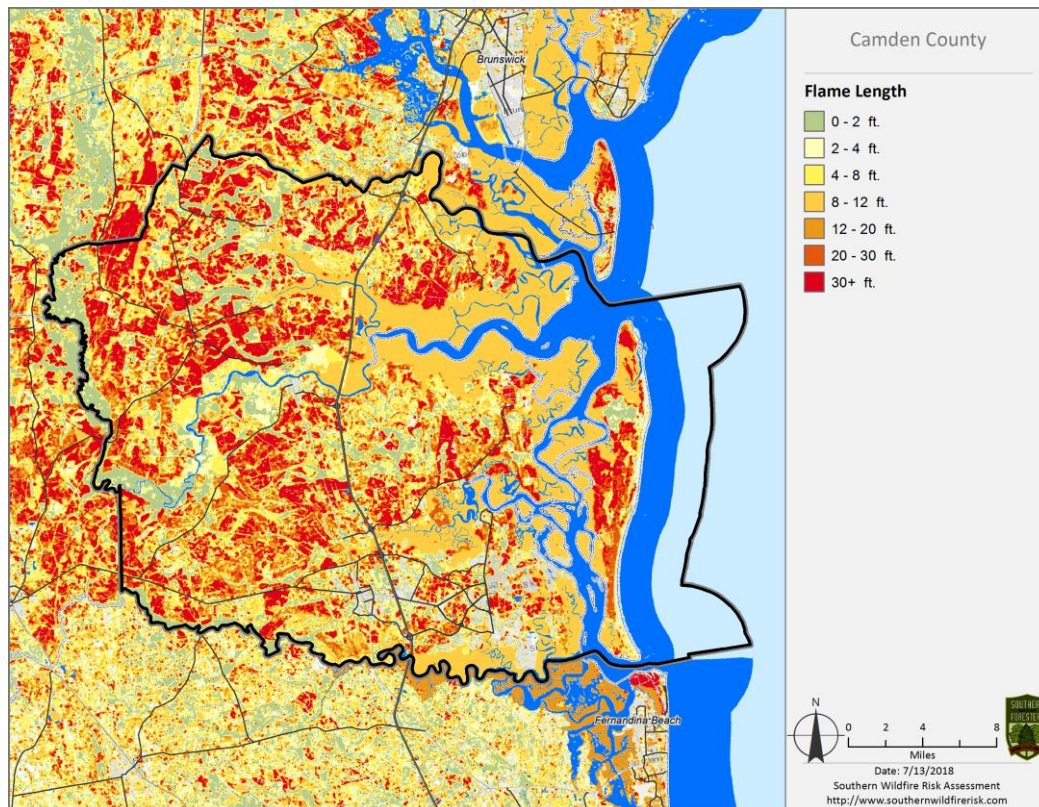 Brunswick
Fernandina Beach
Camden County
Flame Length
0 - 2 ft.
2 - 4 ft.
4 - 8 ft.
8 - 12 ft.
12 - 20 ft.
20 - 30 ft.
30+ ft.
N
0 2 4 8
Miles
Date: 7/13/2018
Southern Wildfire Risk Assessment
http://www.southernwildfirerisk.com
SOUTHERN